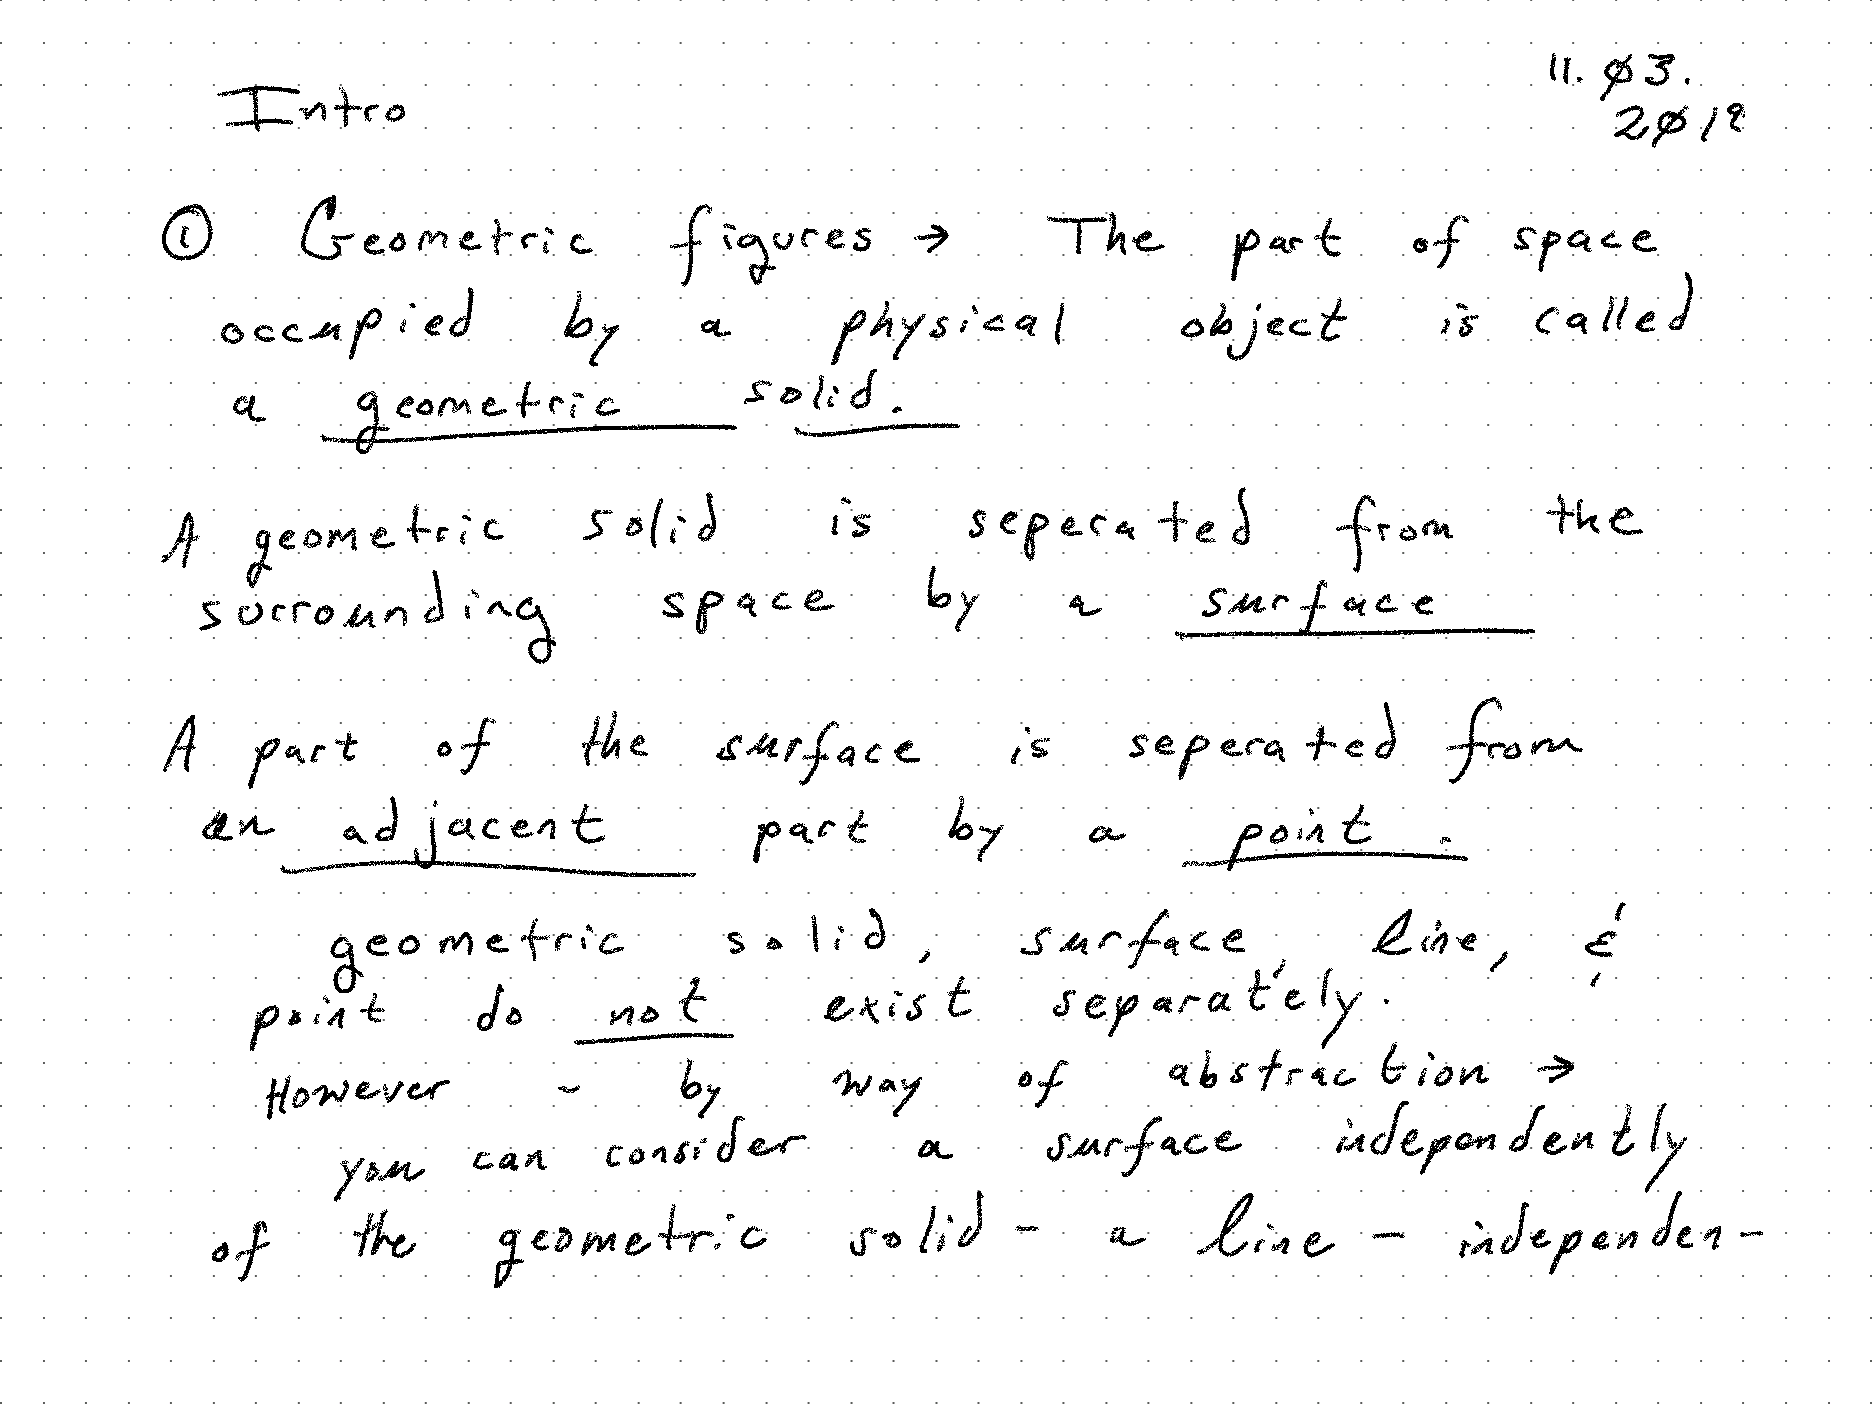 Intro
11. Ø3.
2Ø18
① Geometric figures → The part of space
occupied by a physical object is called
a geometric solid.
A geometric solid is seperated from the
surrounding space by a surface
A part of the surface is seperated from
an adjacent part by a point.
geometric solid, surface, line, &
point do not exist separately.
However - by way of abstraction →
you can consider a surface independently
of the geometric solid - a line - independen-